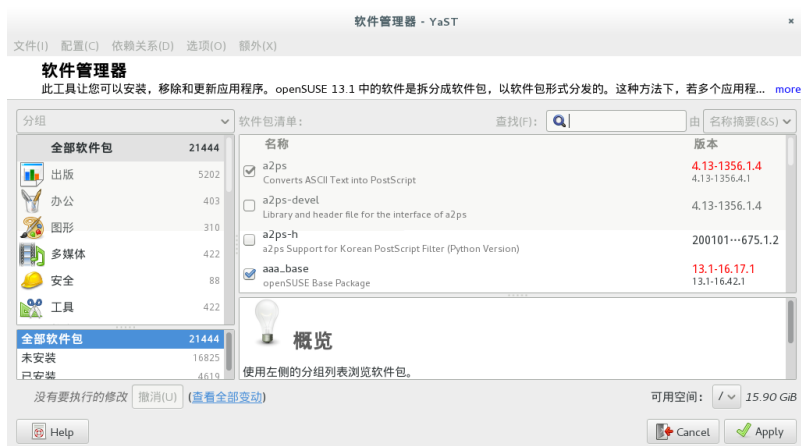 软件管理器 - YaST
文件(I) 配置(C) 依赖关系(D) 选项(O) 额外(X)
软件管理器
此工具让您可以安装，移除和更新应用程序。openSUSE 13.1 中的软件是拆分成软件包，以软件包形式分发的。这种方法下，若多个应用程... more
分组
全部软件包 21444
出版 5202
办公 403
图形 310
多媒体 422
安全 88
工具 422
全部软件包 21444
未安装 16825
已安装 4619
软件包清单: 查找(F): 由 名称摘要(&S)
名称 版本
a2ps 4.13-1356.1.4
Converts ASCII Text into PostScript 4.13-1356.4.1
a2ps-devel 4.13-1356.1.4
Library and header file for the interface of a2ps
a2ps-h 200101···675.1.2
a2ps Support for Korean PostScript Filter (Python Version)
aaa_base 13.1-16.17.1
openSUSE Base Package 13.1-16.42.1
概览
使用左侧的分组列表浏览软件包。
没有要执行的修改 撤消(U) (查看全部变动) 可用空间: / 15.90 GiB
Help Cancel Apply